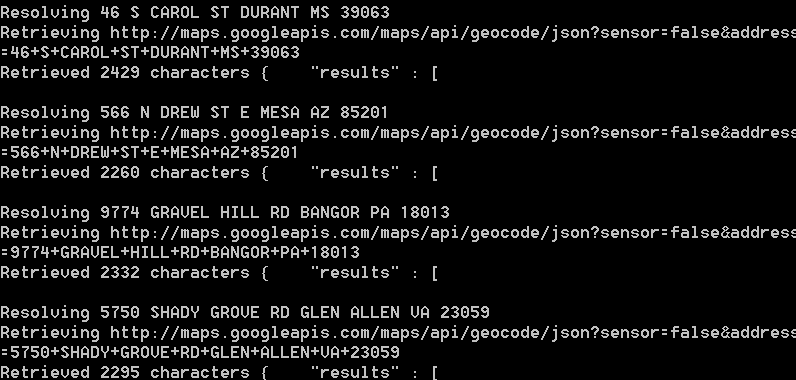 Resolving 46 S CAROL ST DURANT MS 39063
Retrieving http://maps.googleapis.com/maps/api/geocode/json?sensor=false&address
=46+S+CAROL+ST+DURANT+MS+39063
Retrieved 2429 characters {    "results" : [
Resolving 566 N DREW ST E MESA AZ 85201
Retrieving http://maps.googleapis.com/maps/api/geocode/json?sensor=false&address
=566+N+DREW+ST+E+MESA+AZ+85201
Retrieved 2260 characters {    "results" : [
Resolving 9774 GRAVEL HILL RD BANGOR PA 18013
Retrieving http://maps.googleapis.com/maps/api/geocode/json?sensor=false&address
=9774+GRAVEL+HILL+RD+BANGOR+PA+18013
Retrieved 2332 characters {    "results" : [
Resolving 5750 SHADY GROVE RD GLEN ALLEN VA 23059
Retrieving http://maps.googleapis.com/maps/api/geocode/json?sensor=false&address
=5750+SHADY+GROVE+RD+GLEN+ALLEN+VA+23059
Retrieved 2295 characters {    "results" : [